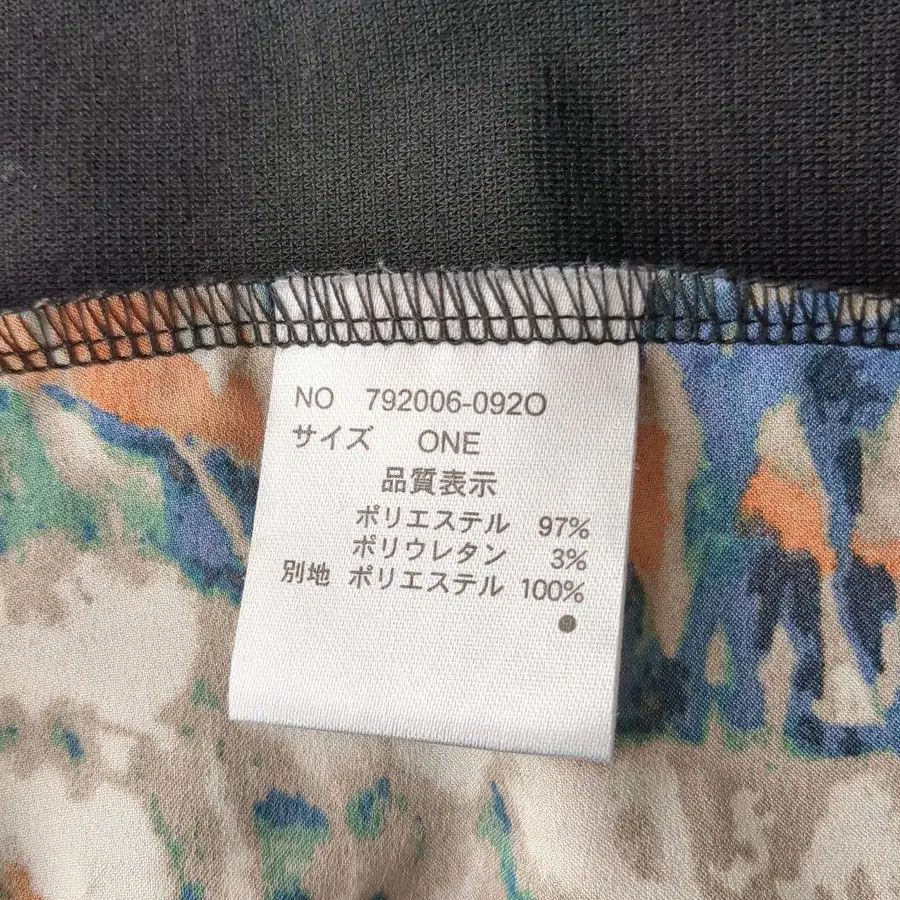 NO 792006-092O
サイズ ONE
品質表示
ポリエステル 97%
ポリウレタン 3%
別地 ポリエステル 100%